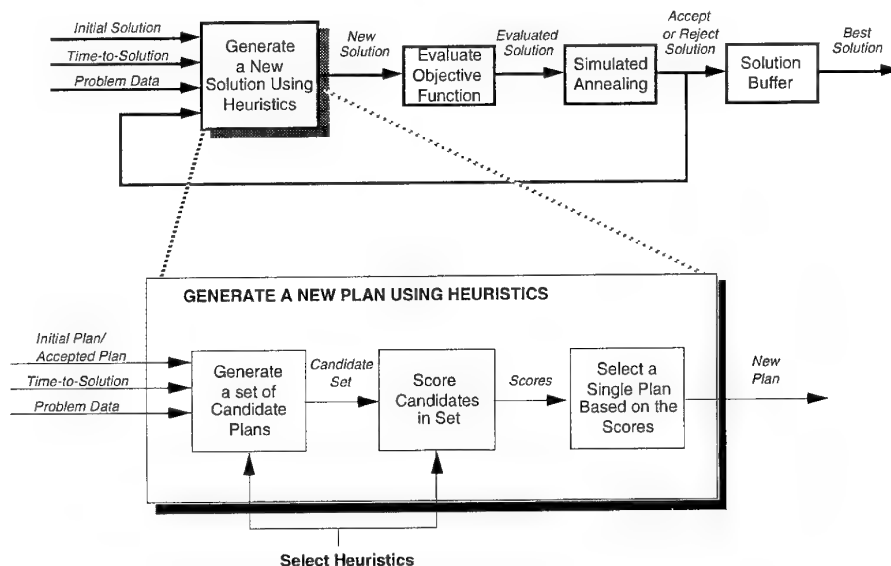 Initial Solution
Time-to-Solution
Problem Data
Generate
a New
Solution Using
Heuristics
New
Solution
Evaluate
Objective
Function
Evaluated
Solution
Simulated
Annealing
Accept
or Reject
Solution
Solution
Buffer
Best
Solution
GENERATE A NEW PLAN USING HEURISTICS
Initial Plan/
Accepted Plan
Time-to-Solution
Problem Data
Generate
a set of
Candidate
Plans
Candidate
Set
Score
Candidates
in Set
Scores
Select a
Single Plan
Based on the
Scores
New
Plan
Select Heuristics